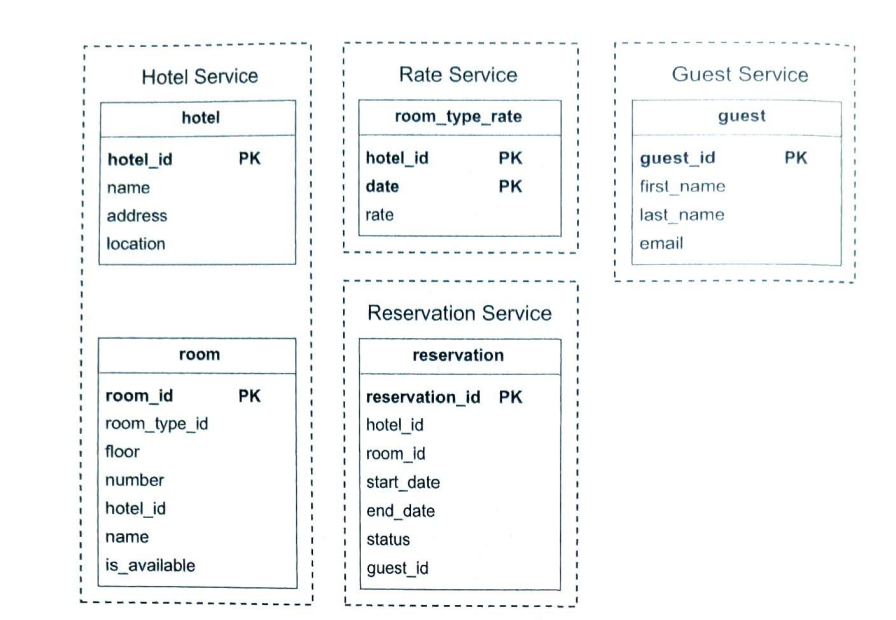 Hotel Service
hotel
hotel_id PK
name
address
location
room
room_id PK
room_type_id
floor
number
hotel_id
name
is_available
Rate Service
room_type_rate
hotel_id PK
date PK
rate
Reservation Service
reservation
reservation_id PK
hotel_id
room_id
start_date
end_date
status
guest_id
Guest Service
guest
guest_id PK
first_name
last_name
email